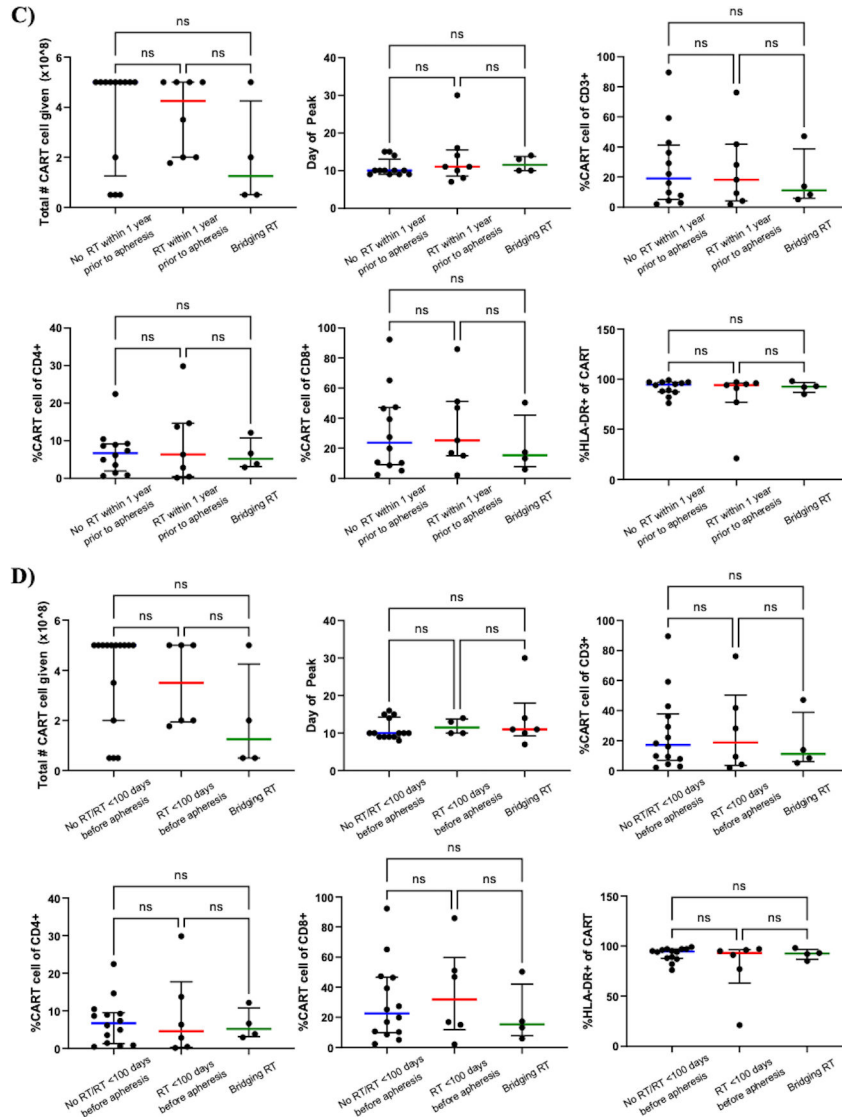 C)
ns
ns
ns
Total # CART cell given (x10^8)
6
4
2
0
No RT within 1 year
prior to apheresis
RT within 1 year
prior to apheresis
Bridging RT
ns
ns
ns
Day of Peak
40
30
20
10
0
No RT within 1 year
prior to apheresis
RT within 1 year
prior to apheresis
Bridging RT
ns
ns
ns
%CART cell of CD3+
100
80
60
40
20
0
No RT within 1 year
prior to apheresis
RT within 1 year
prior to apheresis
Bridging RT
ns
ns
ns
%CART cell of CD4+
40
30
20
10
0
No RT within 1 year
prior to apheresis
RT within 1 year
prior to apheresis
Bridging RT
ns
ns
ns
%CART cell of CD8+
100
80
60
40
20
0
No RT within 1 year
prior to apheresis
RT within 1 year
prior to apheresis
Bridging RT
ns
ns
ns
%HLA-DR+ of CART
150
100
50
0
No RT within 1 year
prior to apheresis
RT within 1 year
prior to apheresis
Bridging RT
D)
ns
ns
ns
Total # CART cell given (x10^8)
6
4
2
0
No RT/RT <100 days
before apheresis
RT <100 days
before apheresis
Bridging RT
ns
ns
ns
Day of Peak
40
30
20
10
0
No RT/RT <100 days
before apheresis
RT <100 days
before apheresis
Bridging RT
ns
ns
ns
%CART cell of CD3+
100
80
60
40
20
0
No RT/RT <100 days
before apheresis
RT <100 days
before apheresis
Bridging RT
ns
ns
ns
%CART cell of CD4+
40
30
20
10
0
No RT/RT <100 days
before apheresis
RT <100 days
before apheresis
Bridging RT
ns
ns
ns
%CART cell of CD8+
100
80
60
40
20
0
No RT/RT <100 days
before apheresis
RT <100 days
before apheresis
Bridging RT
ns
ns
ns
%HLA-DR+ of CART
150
100
50
0
No RT/RT <100 days
before apheresis
RT <100 days
before apheresis
Bridging RT